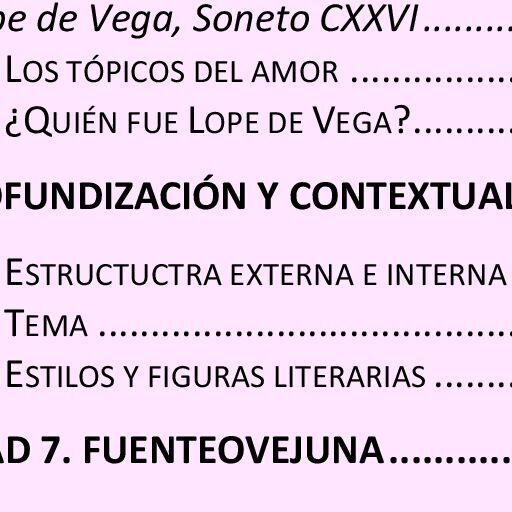 pe de Vega, Soneto CXXVI.........
Los tópicos del amor .............
¿Quién fue Lope de Vega?........
OFUNDIZACIÓN Y CONTEXTUAL
Estructuctra externa e interna
Tema ................................
Estilos y figuras literarias ......
AD 7. FUENTEOVEJUNA..........